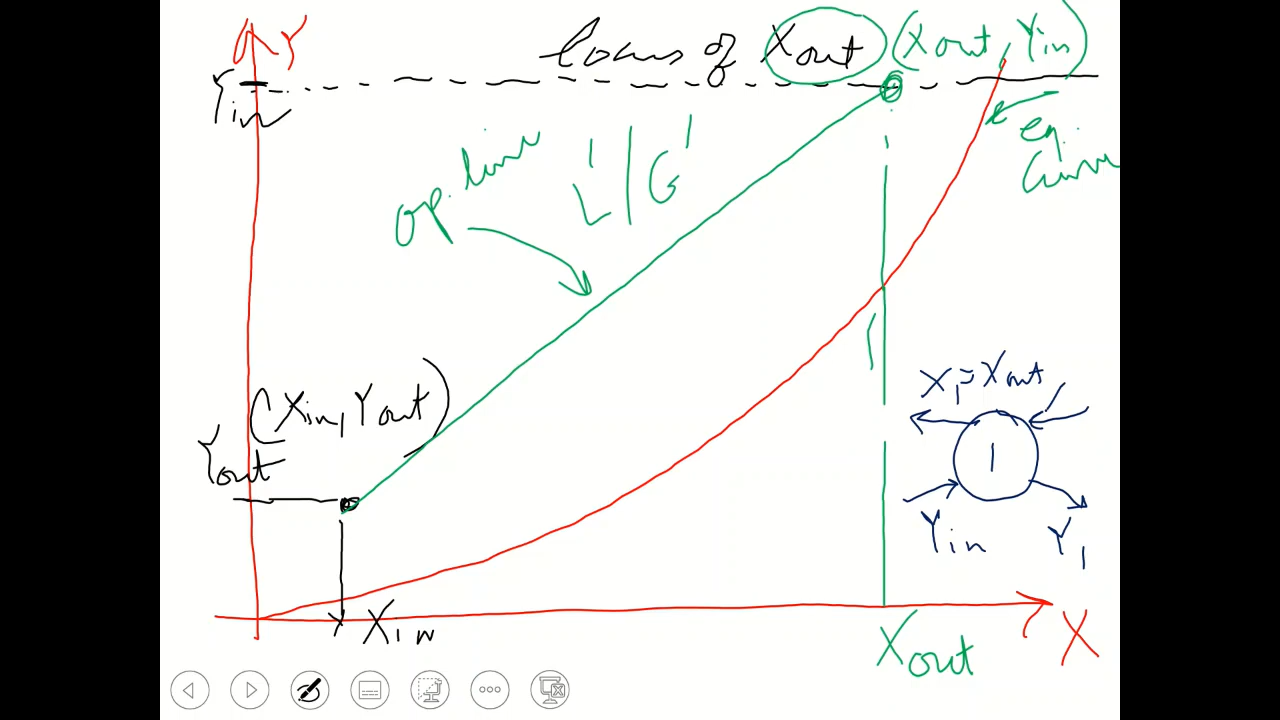 Y
locus of Xout (Xout, Yin)
Yin
eq.
Curve
op. line
L'/G'
(Xin, Yout)
Yout
X1 = Xout
1
Yin
Y1
Xin
Xout
X